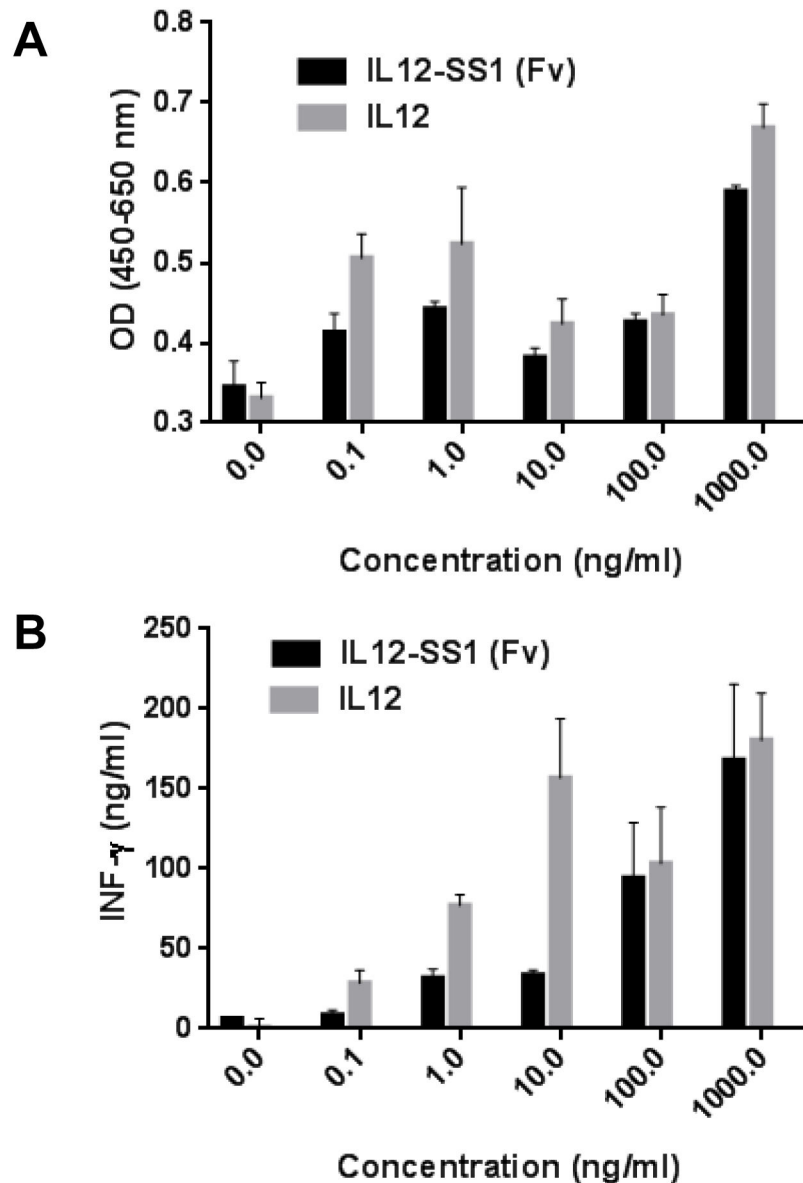 A
0.8
0.7
0.6
0.5
0.4
0.3
OD (450-650 nm)
IL12-SS1 (Fv)
IL12
0.0
0.1
1.0
10.0
100.0
1000.0
Concentration (ng/ml)
B
250
200
150
100
50
0
INF-γ (ng/ml)
IL12-SS1 (Fv)
IL12
0.0
0.1
1.0
10.0
100.0
1000.0
Concentration (ng/ml)